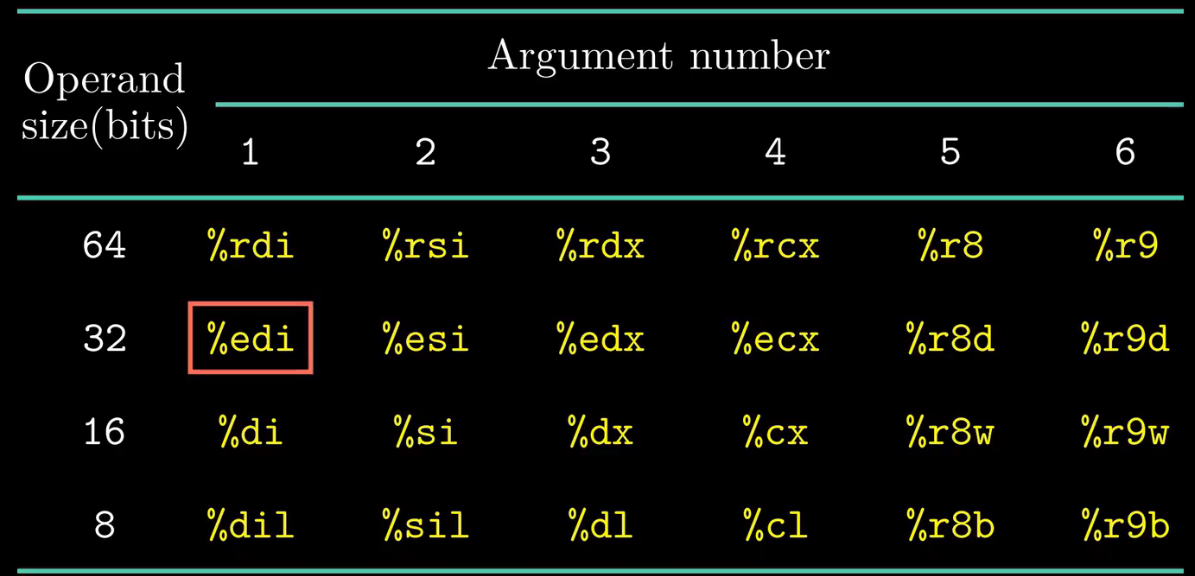 Argument number
Operand
size(bits)
1 2 3 4 5 6
64 %rdi %rsi %rdx %rcx %r8 %r9
32 %edi %esi %edx %ecx %r8d %r9d
16 %di %si %dx %cx %r8w %r9w
8 %dil %sil %dl %cl %r8b %r9b